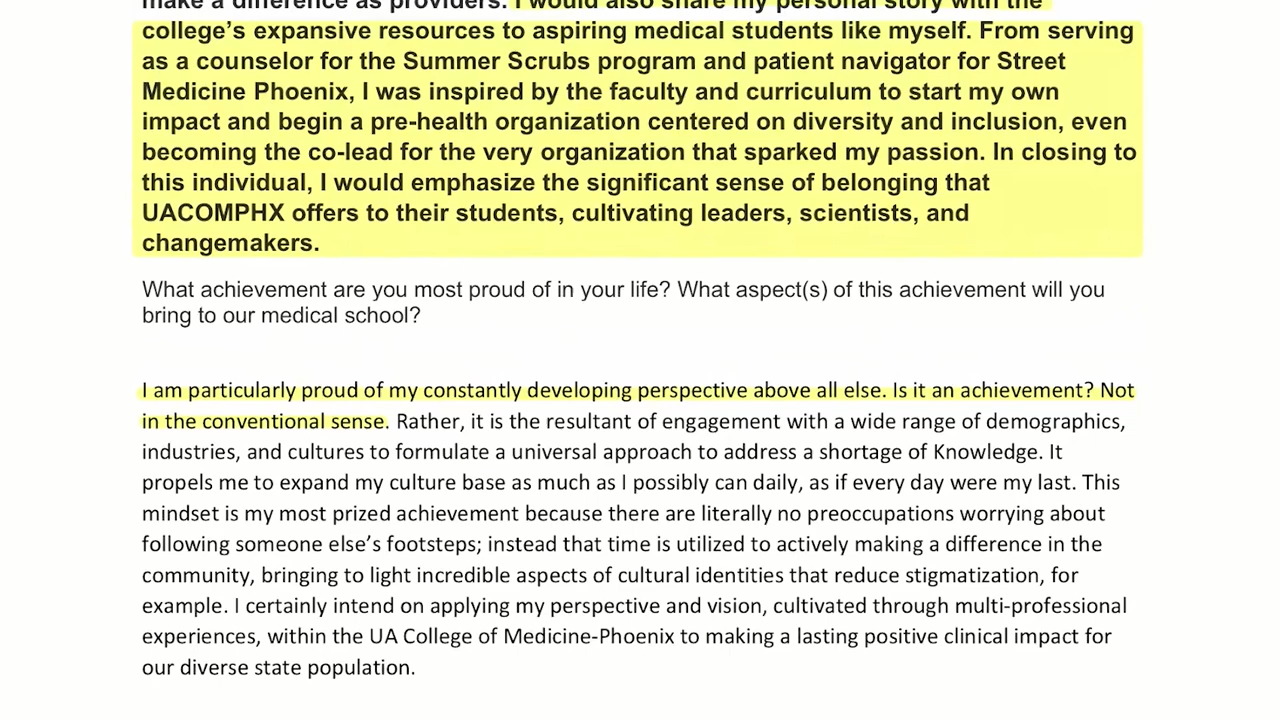 make a difference as providers. I would also share my personal story with the
college’s expansive resources to aspiring medical students like myself. From serving
as a counselor for the Summer Scrubs program and patient navigator for Street
Medicine Phoenix, I was inspired by the faculty and curriculum to start my own
impact and begin a pre-health organization centered on diversity and inclusion, even
becoming the co-lead for the very organization that sparked my passion. In closing to
this individual, I would emphasize the significant sense of belonging that
UACOMPHX offers to their students, cultivating leaders, scientists, and
changemakers.
What achievement are you most proud of in your life? What aspect(s) of this achievement will you
bring to our medical school?
I am particularly proud of my constantly developing perspective above all else. Is it an achievement? Not
in the conventional sense. Rather, it is the resultant of engagement with a wide range of demographics,
industries, and cultures to formulate a universal approach to address a shortage of Knowledge. It
propels me to expand my culture base as much as I possibly can daily, as if every day were my last. This
mindset is my most prized achievement because there are literally no preoccupations worrying about
following someone else’s footsteps; instead that time is utilized to actively making a difference in the
community, bringing to light incredible aspects of cultural identities that reduce stigmatization, for
example. I certainly intend on applying my perspective and vision, cultivated through multi-professional
experiences, within the UA College of Medicine-Phoenix to making a lasting positive clinical impact for
our diverse state population.